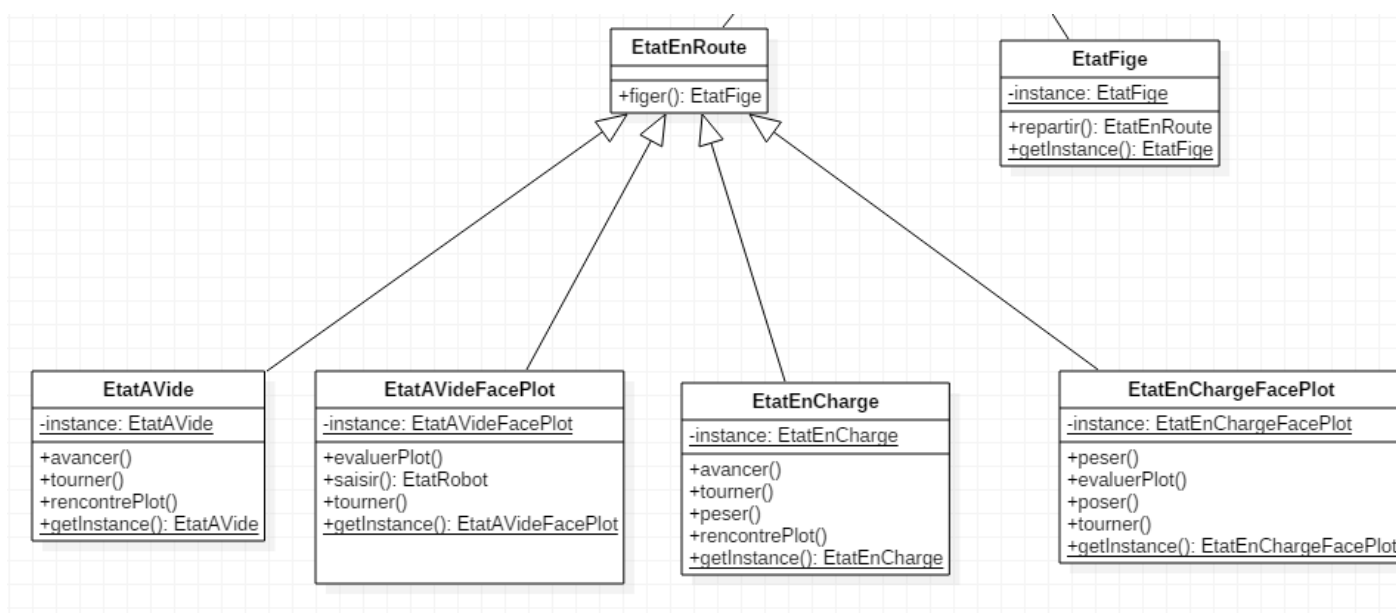 EtatEnRoute
+figer(): EtatFige
EtatFige
-instance: EtatFige
+repartir(): EtatEnRoute
+getInstance(): EtatFige
EtatAVide
-instance: EtatAVide
+avancer()
+tourner()
+rencontrePlot()
+getInstance(): EtatAVide
EtatAVideFacePlot
-instance: EtatAVideFacePlot
+evaluerPlot()
+saisir(): EtatRobot
+tourner()
+getInstance(): EtatAVideFacePlot
EtatEnCharge
-instance: EtatEnCharge
+avancer()
+tourner()
+peser()
+rencontrePlot()
+getInstance(): EtatEnCharge
EtatEnChargeFacePlot
-instance: EtatEnChargeFacePlot
+peser()
+evaluerPlot()
+poser()
+tourner()
+getInstance(): EtatEnChargeFacePlot